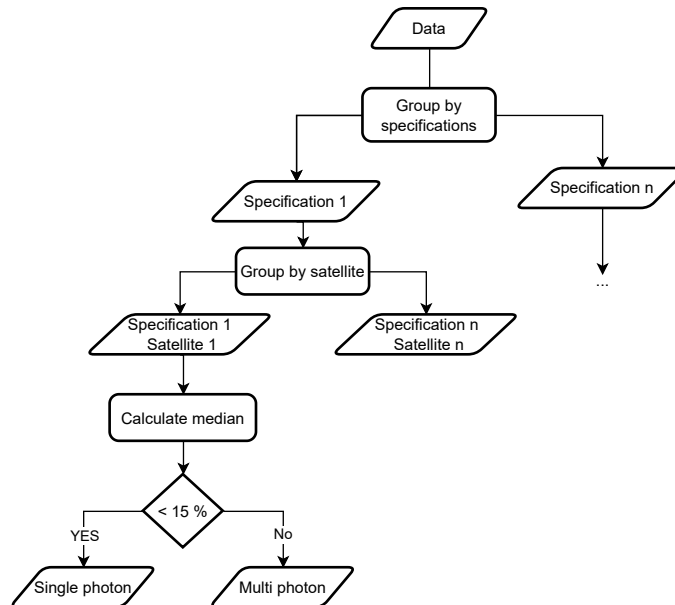 Data
Group by
specifications
Specification 1
Specification n
Group by satellite
...
Specification 1
Satellite 1
Specification n
Satellite n
Calculate median
< 15 %
YES
No
Single photon
Multi photon